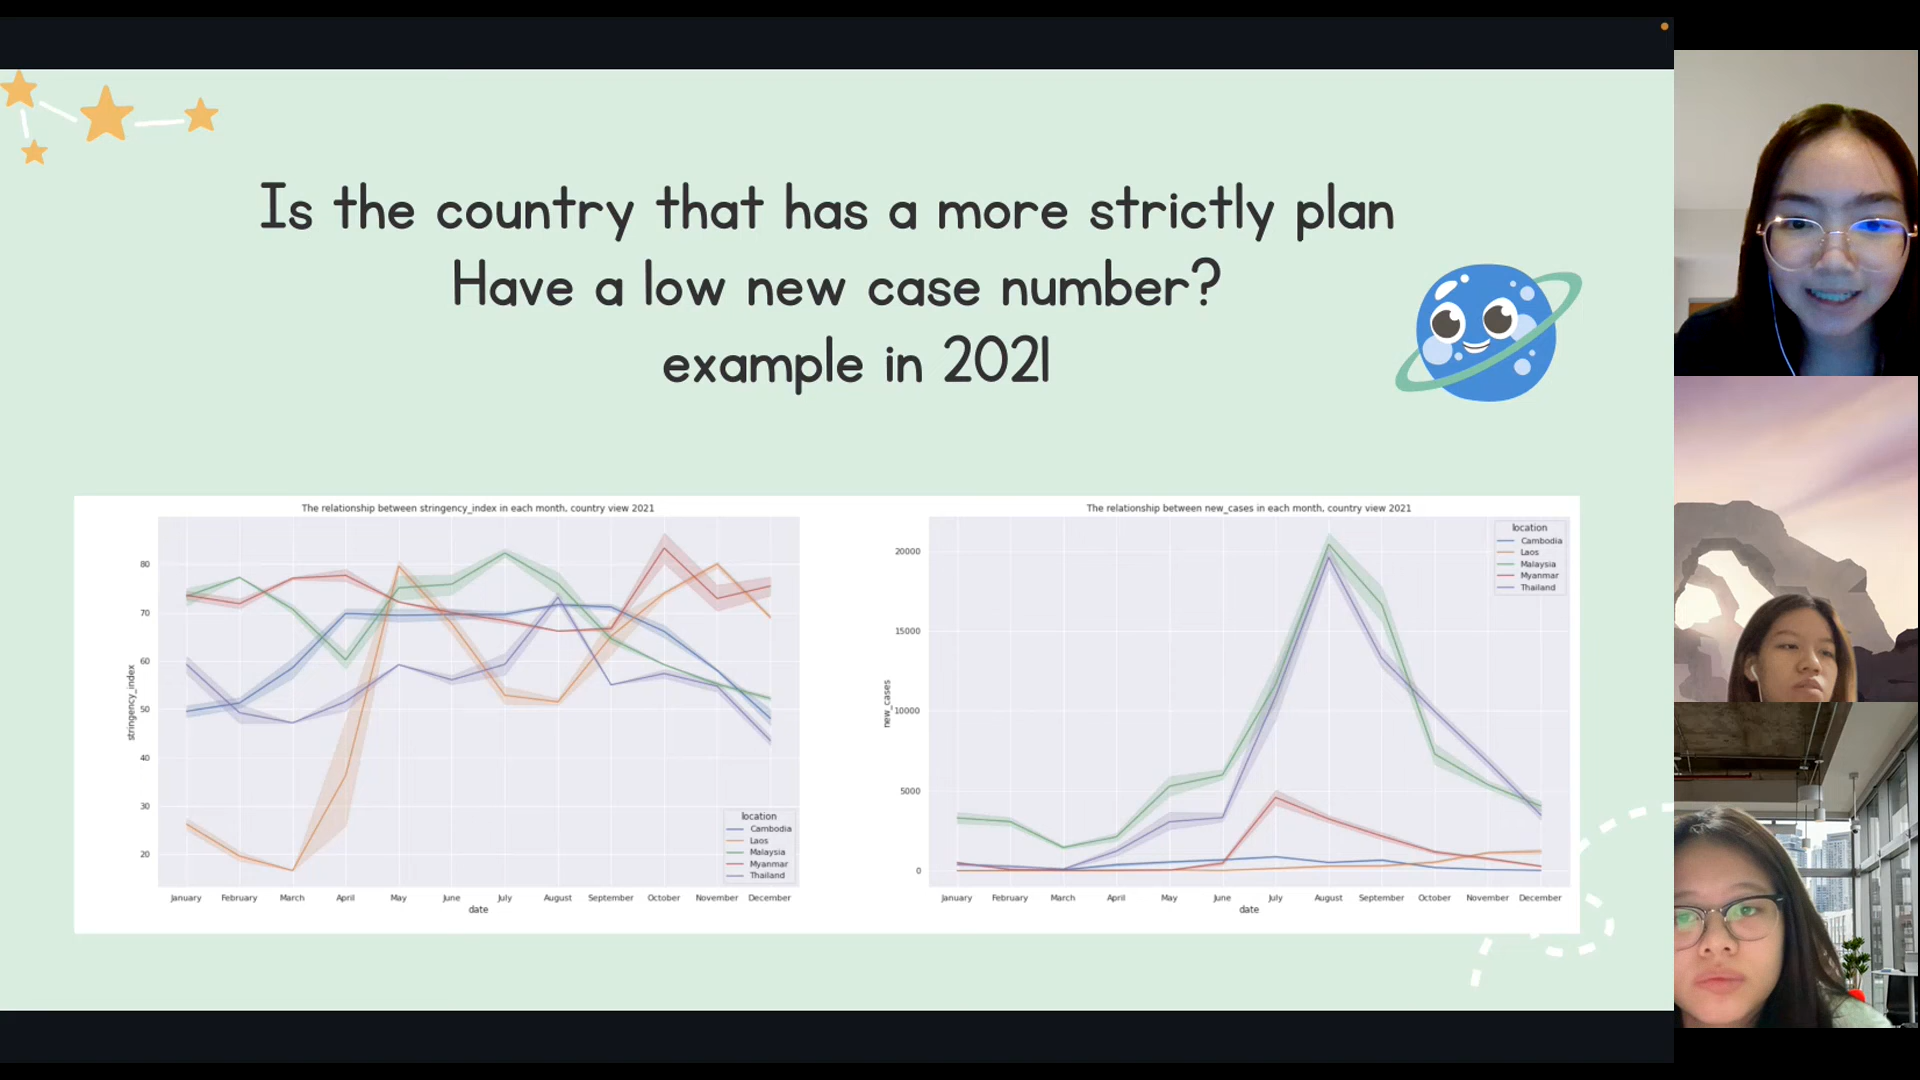 Is the country that has a more strictly plan
Have a low new case number?
example in 2021
The relationship between stringency_index in each month, country view 2021
80
70
60
50
40
30
20
stringency_index
January February March April May June July August September October November December
date
location
Cambodia
Laos
Malaysia
Myanmar
Thailand
The relationship between new_cases in each month, country view 2021
20000
15000
10000
5000
0
new_cases
January February March April May June July August September October November December
date
location
Cambodia
Laos
Malaysia
Myanmar
Thailand